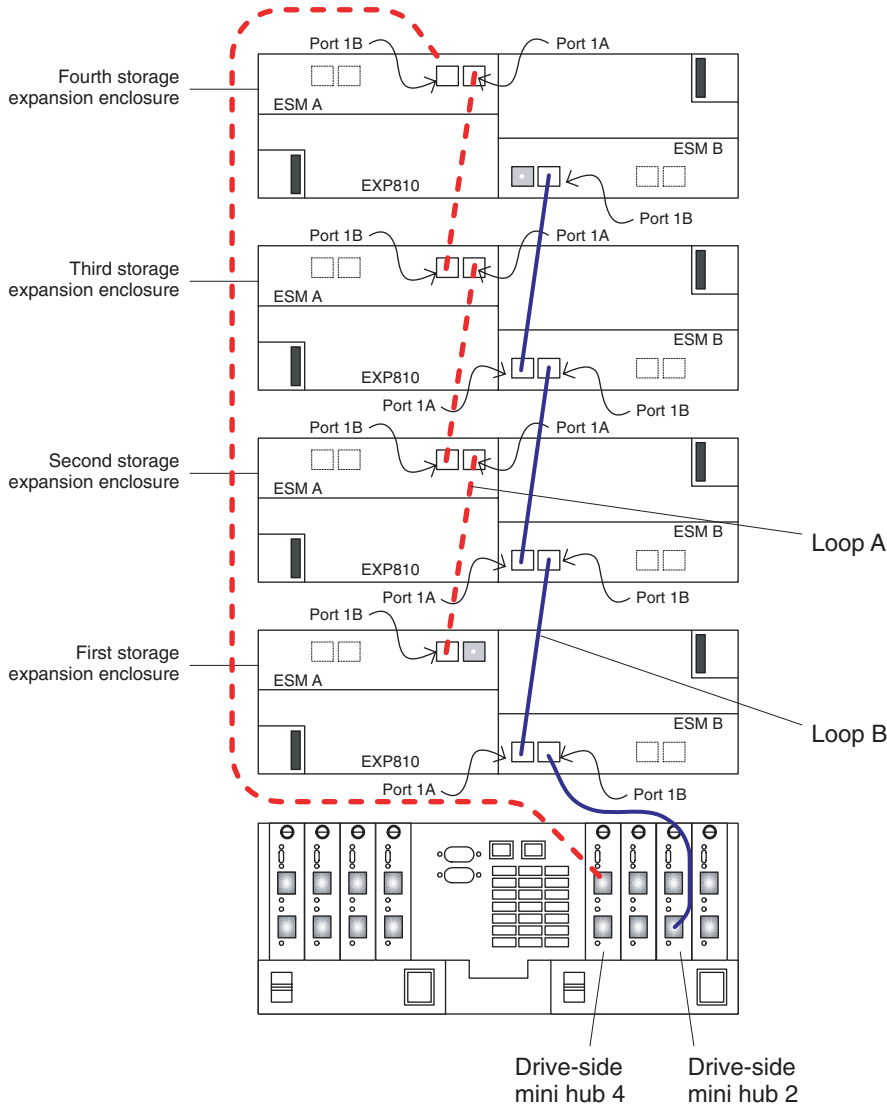 Port 1B
Port 1A
Fourth storage
expansion enclosure
ESM A
ESM B
EXP810
Port 1B
Port 1B
Port 1A
Third storage
expansion enclosure
ESM A
ESM B
EXP810
Port 1A
Port 1B
Port 1B
Port 1A
Second storage
expansion enclosure
ESM A
ESM B
Loop A
EXP810
Port 1A
Port 1B
Port 1B
First storage
expansion enclosure
ESM A
ESM B
Loop B
EXP810
Port 1A
Port 1B
Drive-side
mini hub 4
Drive-side
mini hub 2